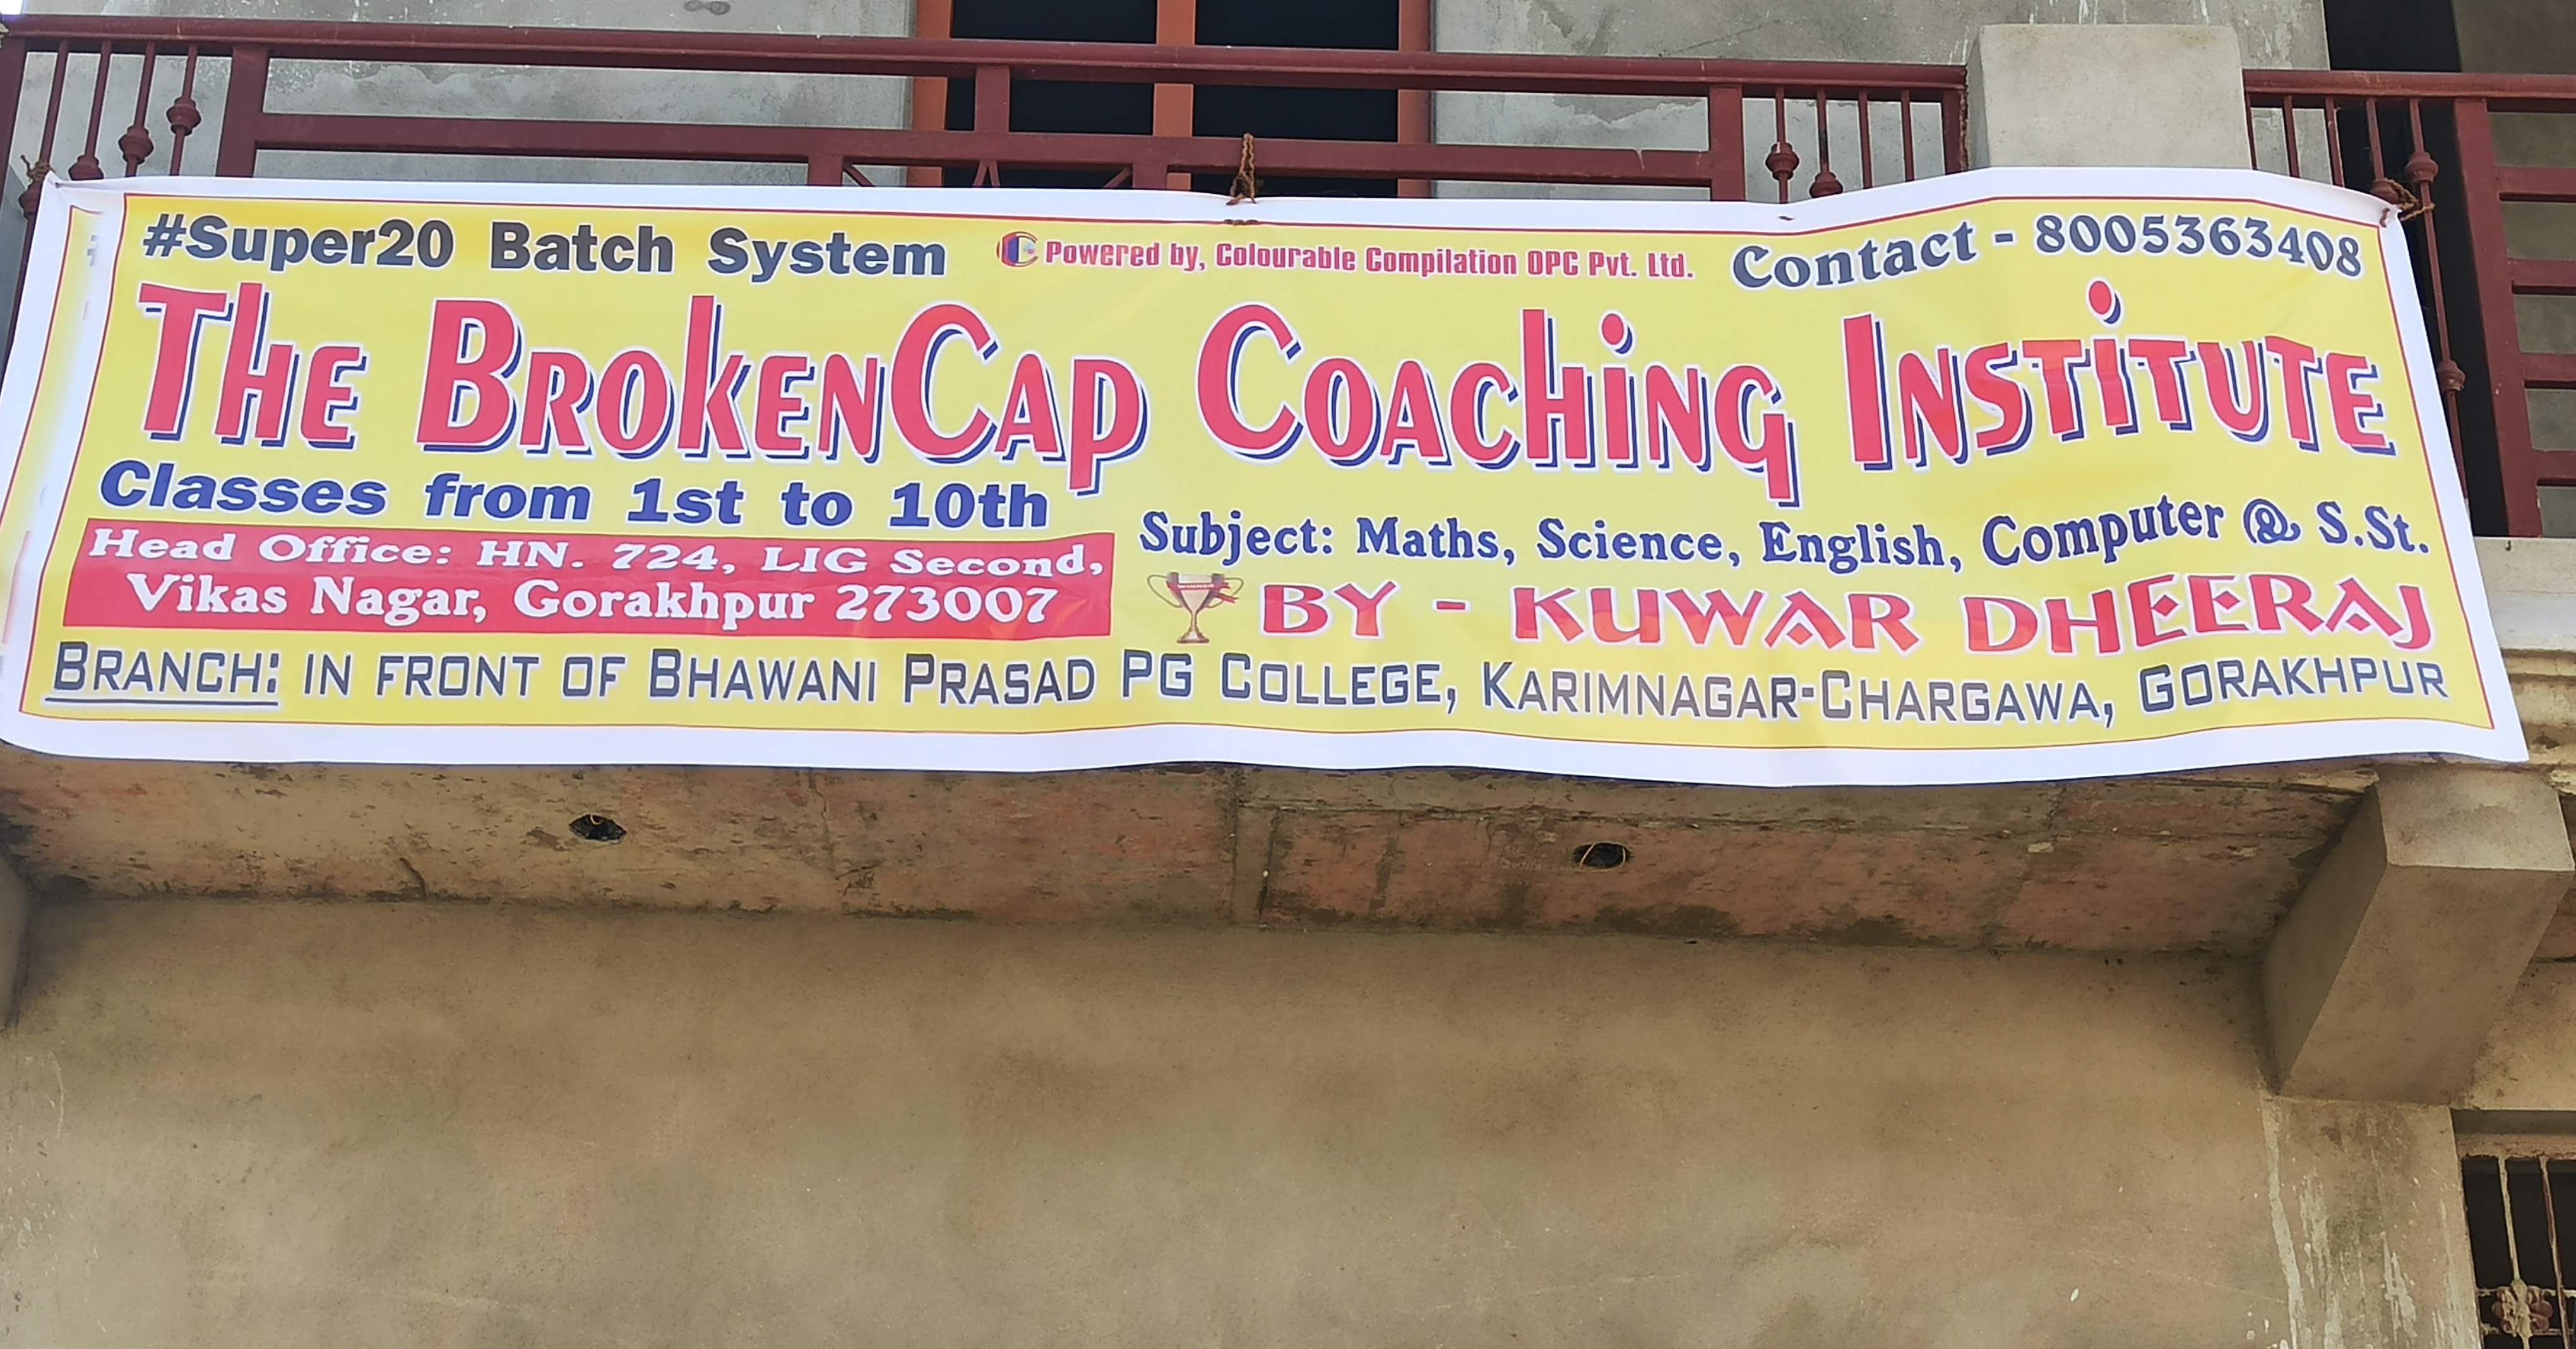 #Super20 Batch System
Powered by, Colourable Compilation OPC Pvt. Ltd.
Contact - 8005363408
The BrokenCap Coaching Institute
Classes from 1st to 10th
Head Office: HN. 724, LIG Second,
Vikas Nagar, Gorakhpur 273007
Subject: Maths, Science, English, Computer & S.St.
BY - KUWAR DHEERAJ
BRANCH: IN FRONT OF BHAWANI PRASAD PG COLLEGE, KARIMNAGAR-CHARGAWA, GORAKHPUR